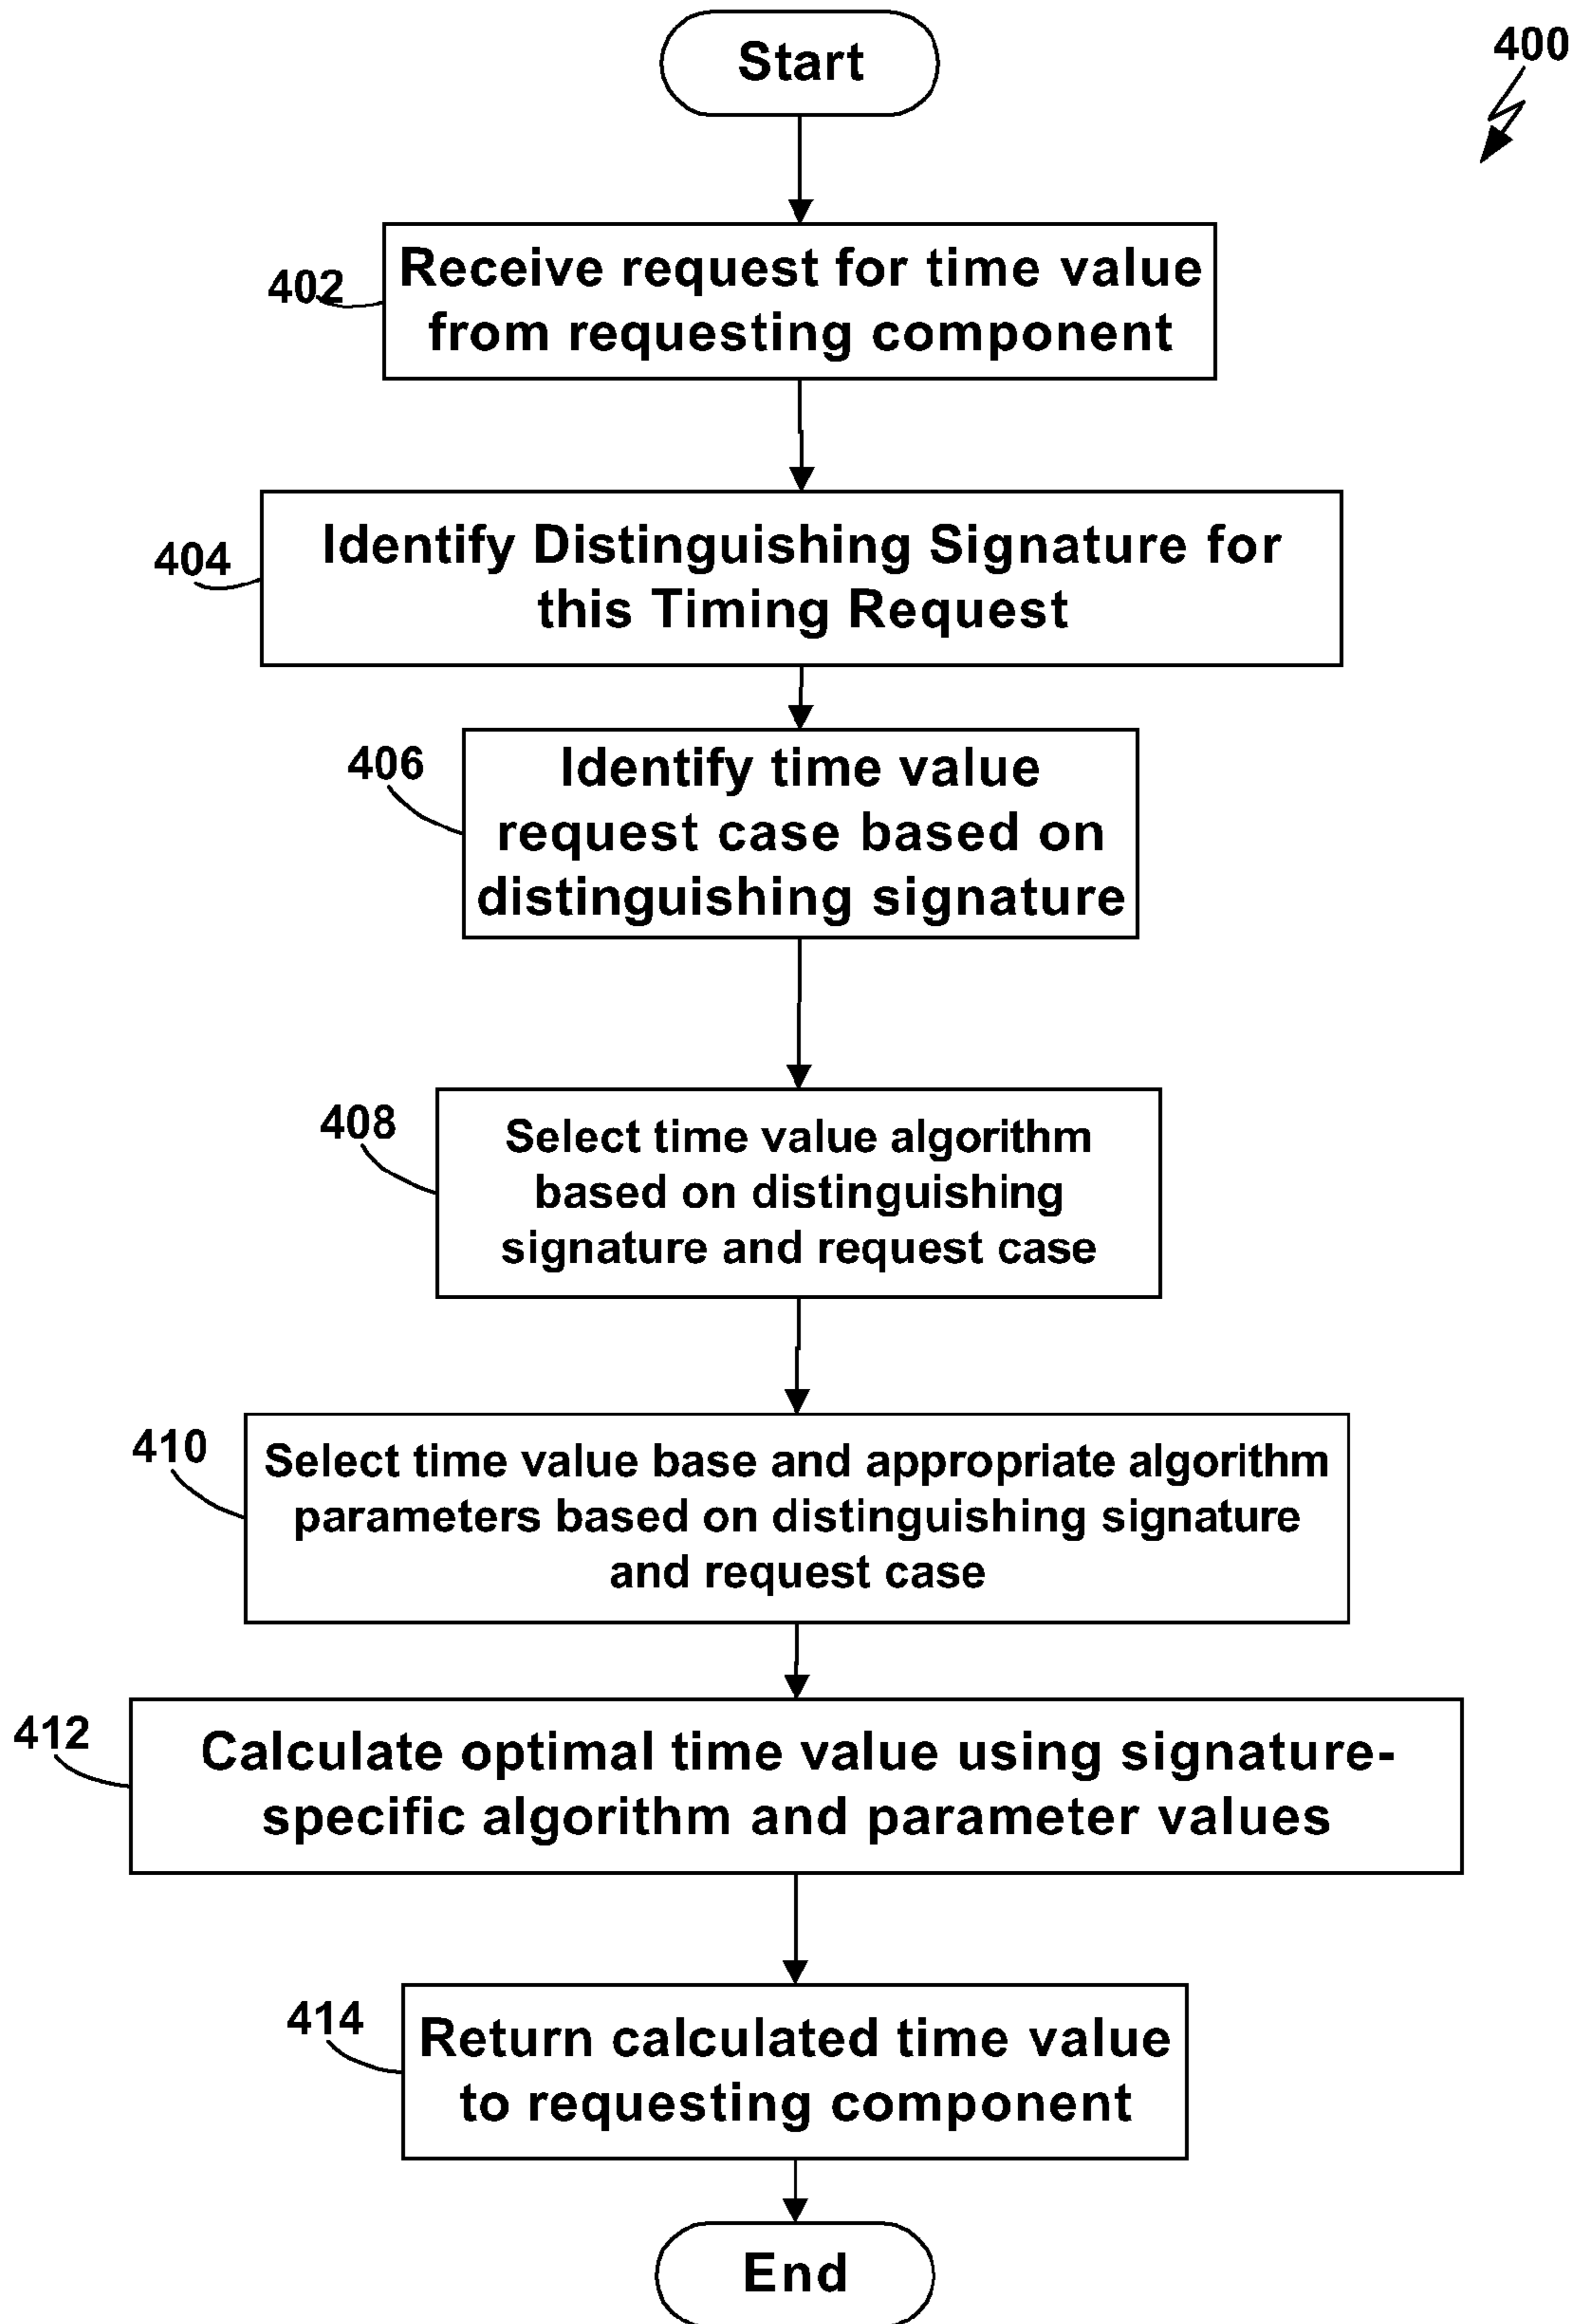 Start
400
402
Receive request for time value
from requesting component
404
Identify Distinguishing Signature for
this Timing Request
406
Identify time value
request case based on
distinguishing signature
408
Select time value algorithm
based on distinguishing
signature and request case
410
Select time value base and appropriate algorithm
parameters based on distinguishing signature
and request case
412
Calculate optimal time value using signature-
specific algorithm and parameter values
414
Return calculated time value
to requesting component
End